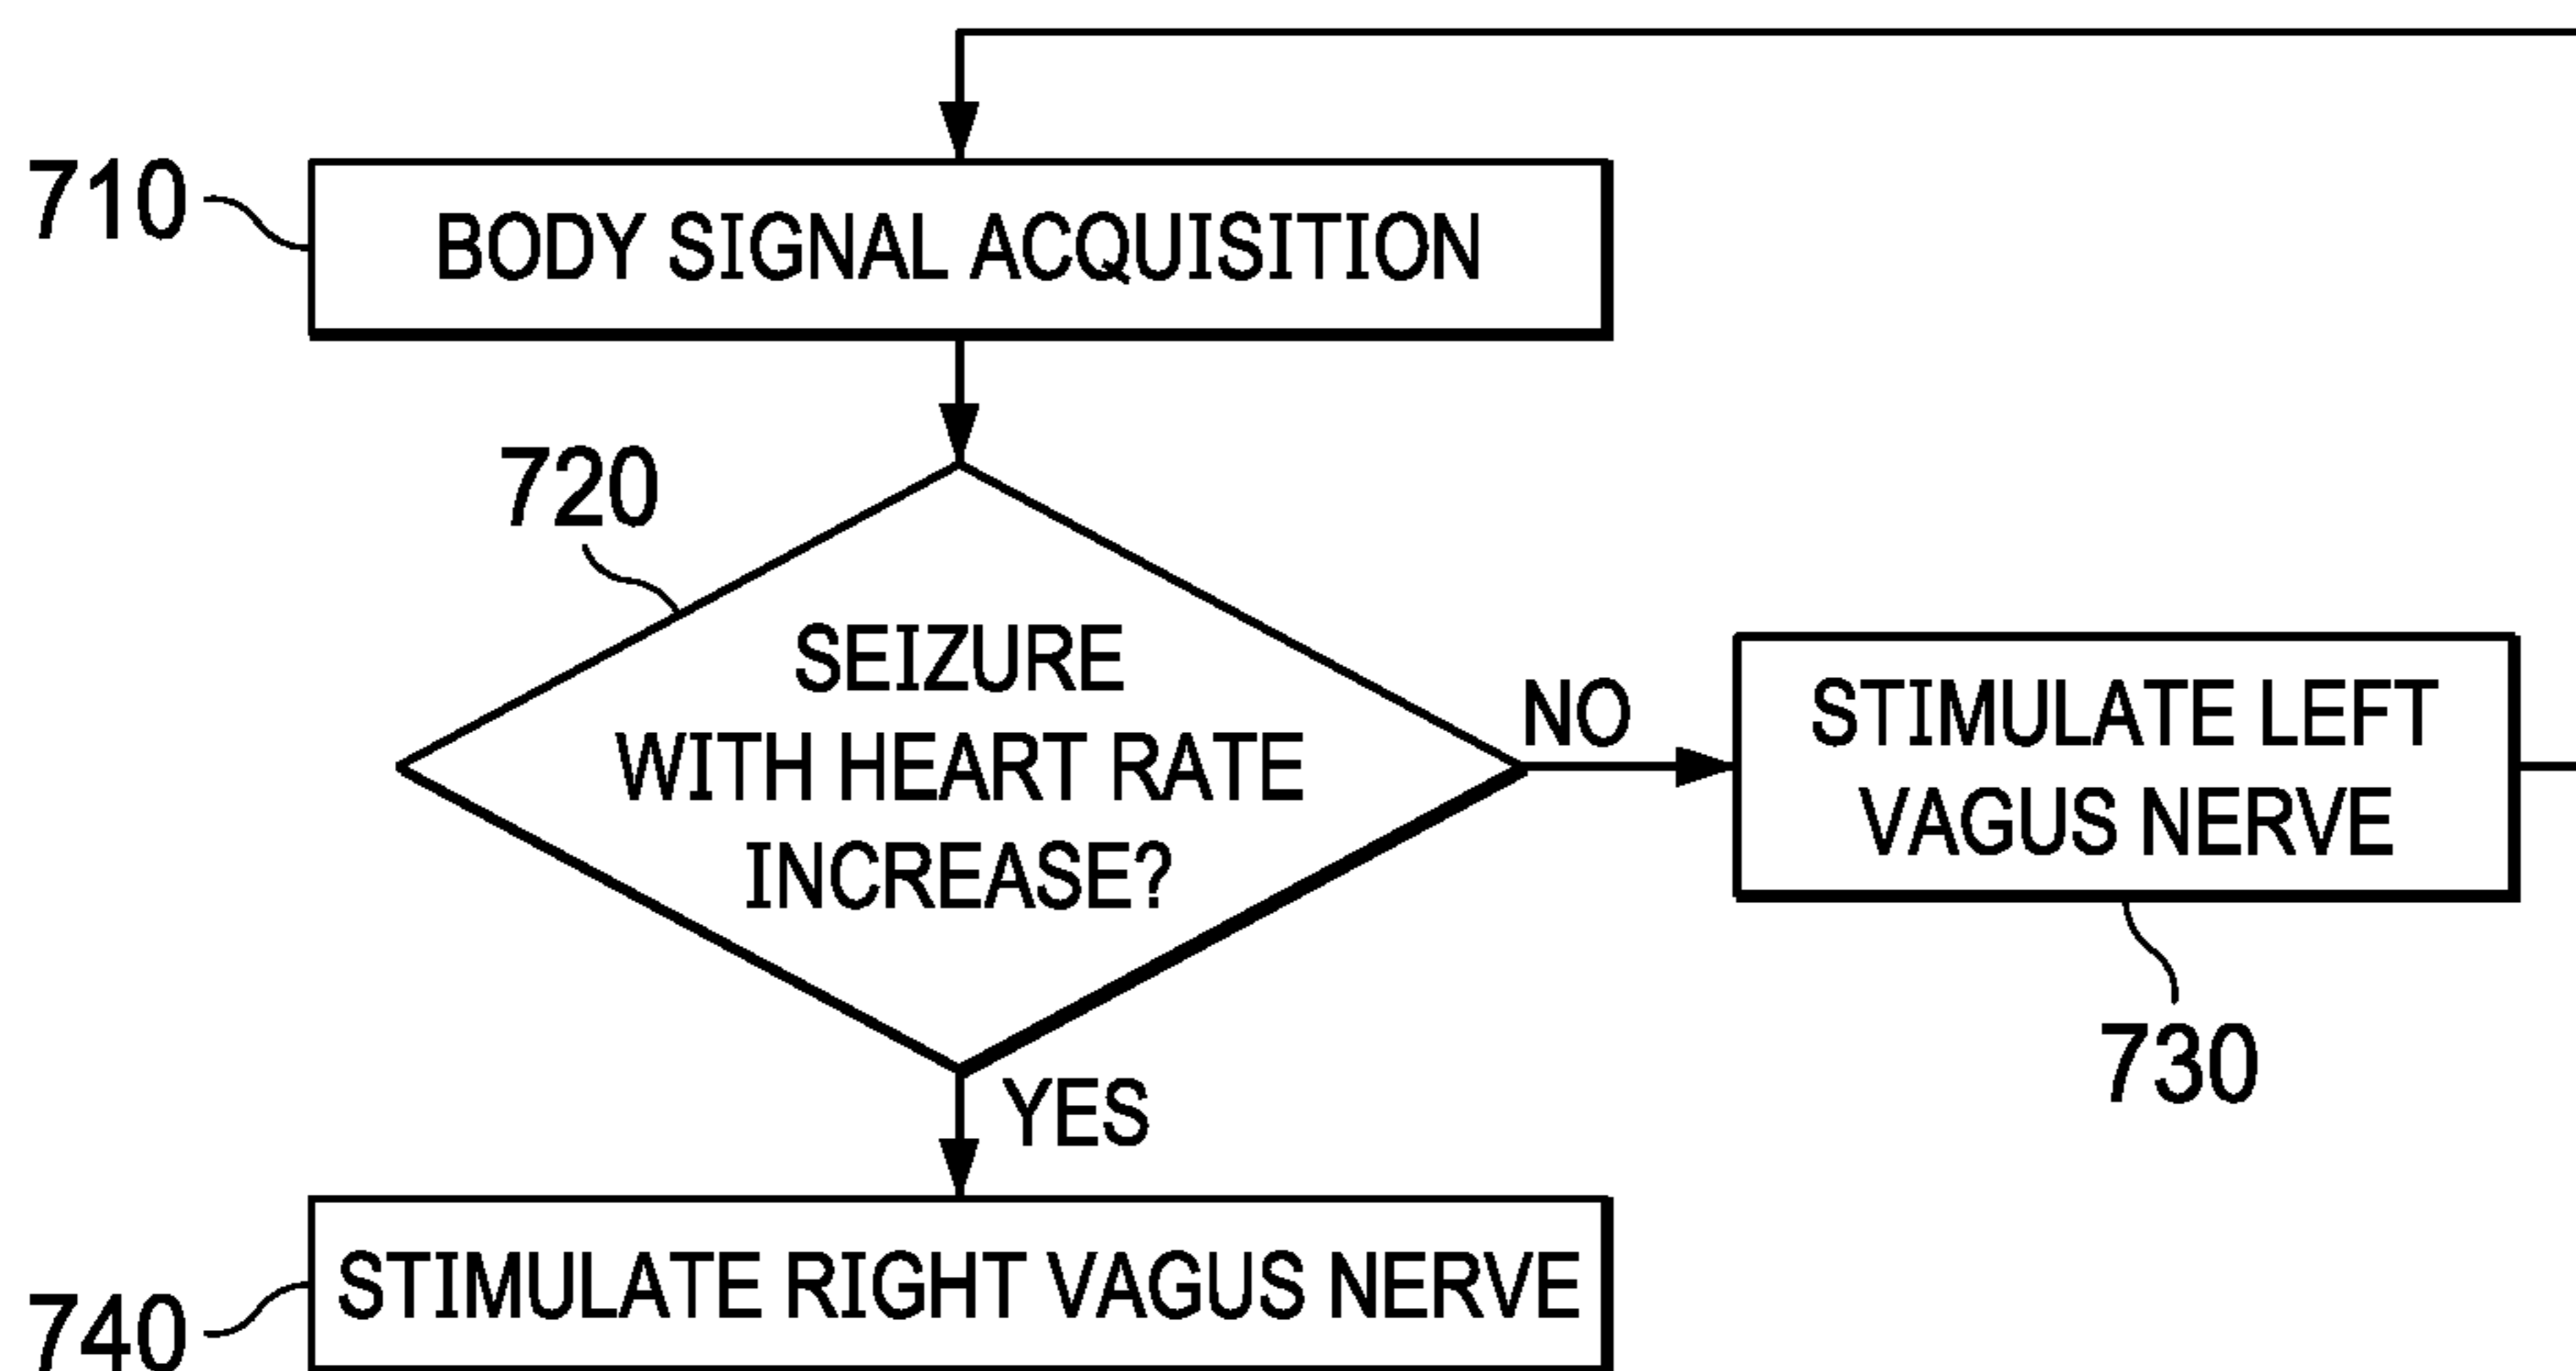 710
BODY SIGNAL ACQUISITION
720
SEIZURE
WITH HEART RATE
INCREASE?
NO
STIMULATE LEFT
VAGUS NERVE
730
YES
STIMULATE RIGHT VAGUS NERVE
740